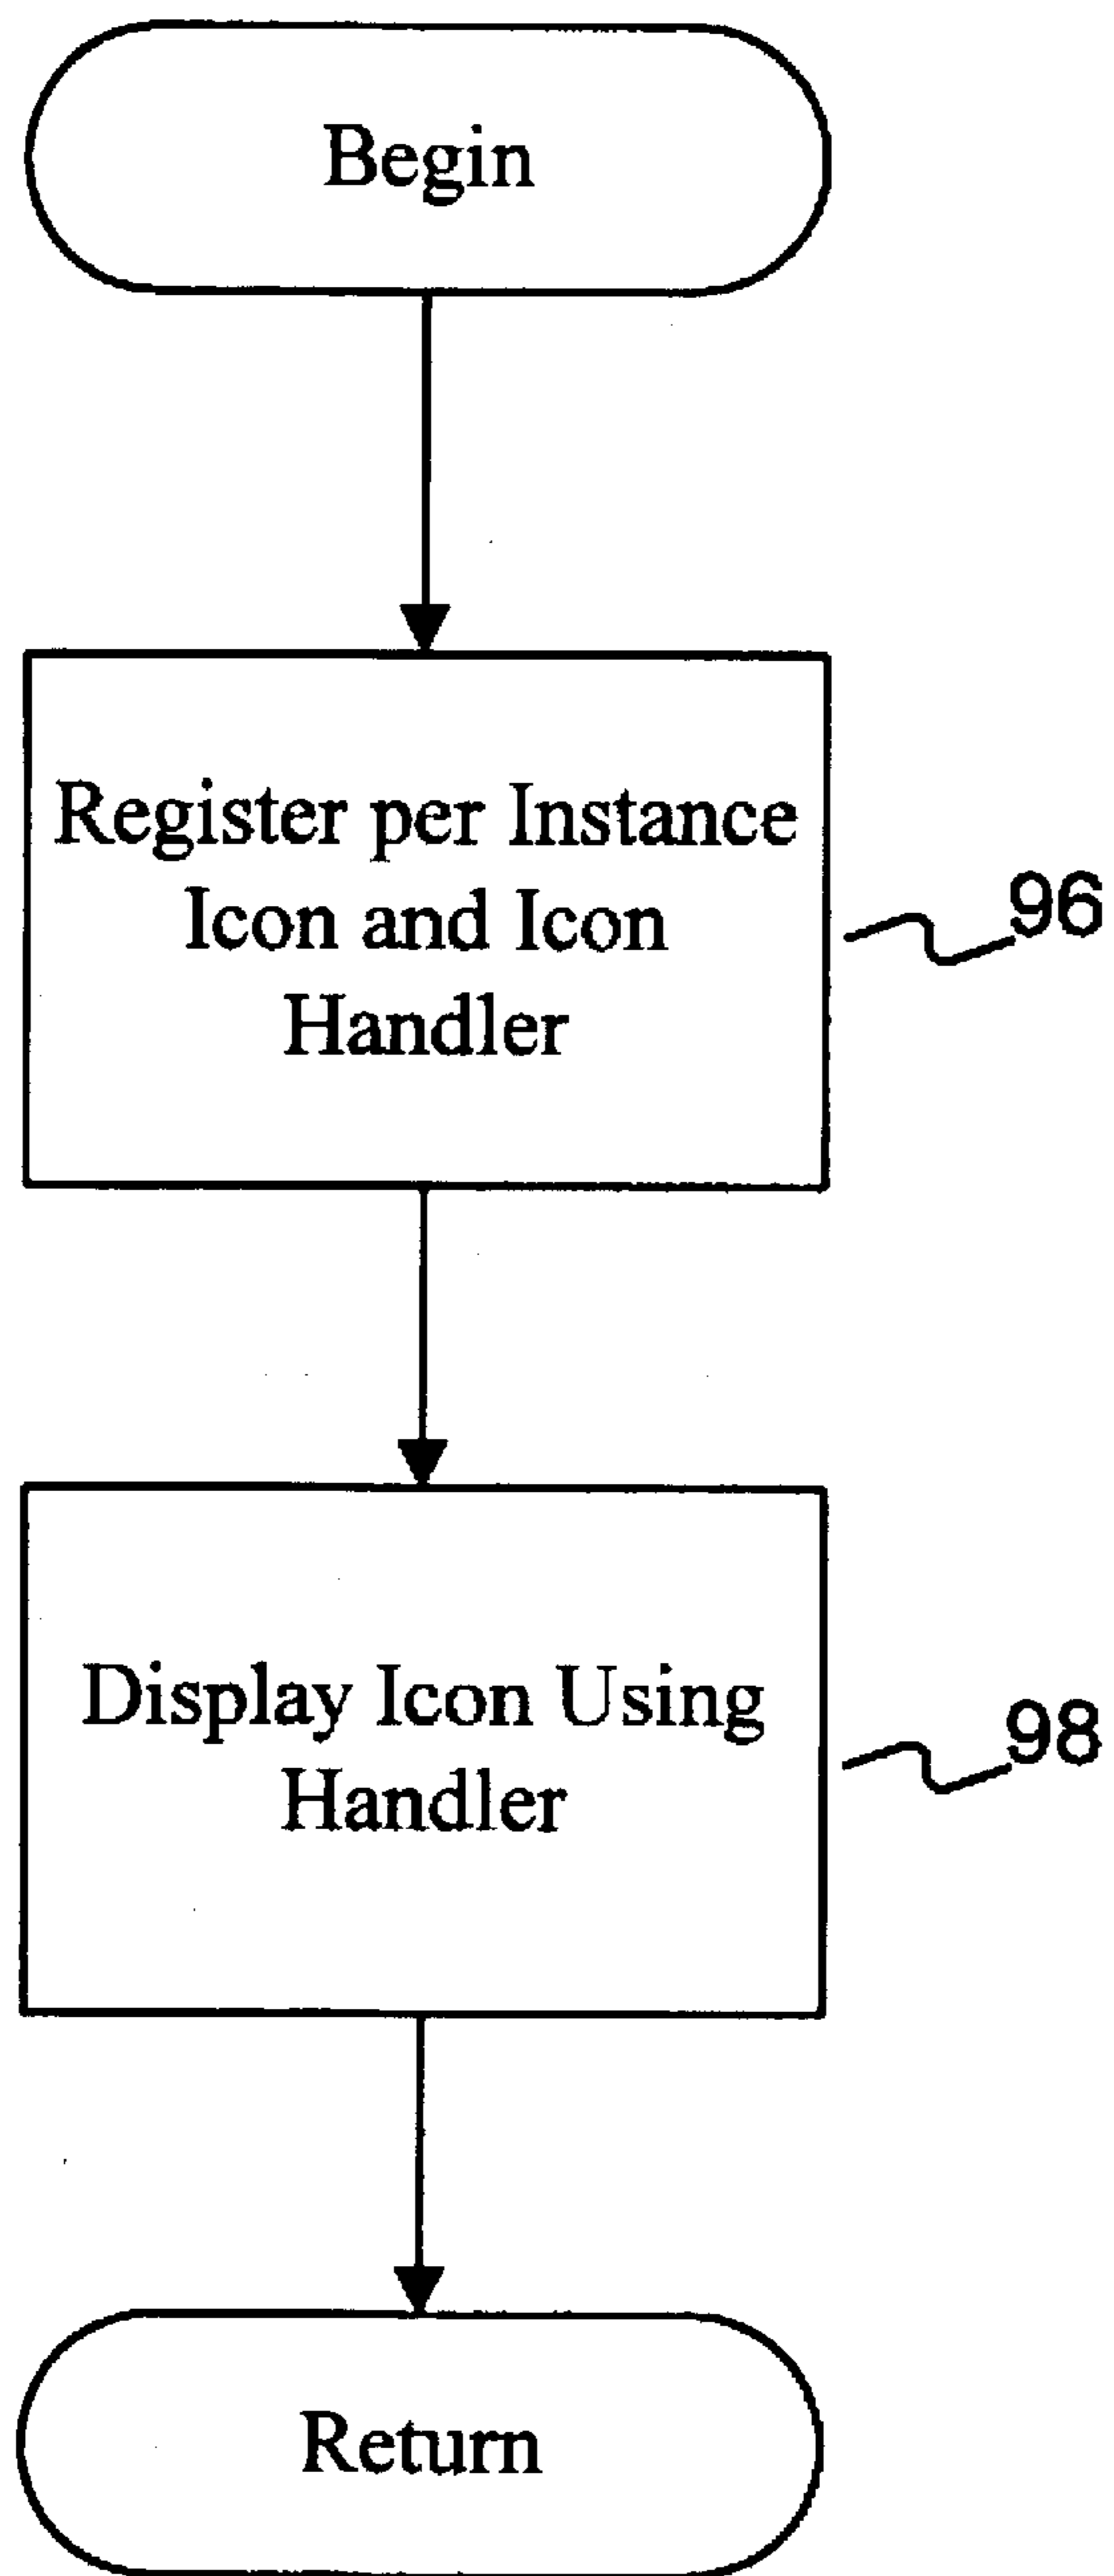 Begin
Register per Instance
Icon and Icon
Handler
96
Display Icon Using
Handler
98
Return